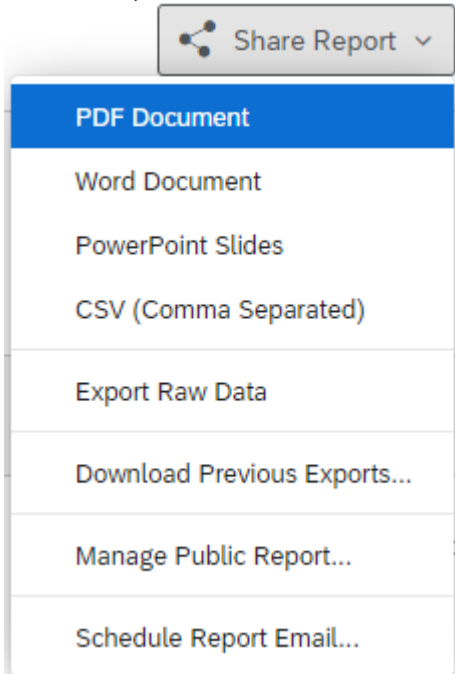 Share Report
PDF Document
Word Document
PowerPoint Slides
CSV (Comma Separated)
Export Raw Data
Download Previous Exports...
Manage Public Report...
Schedule Report Email...